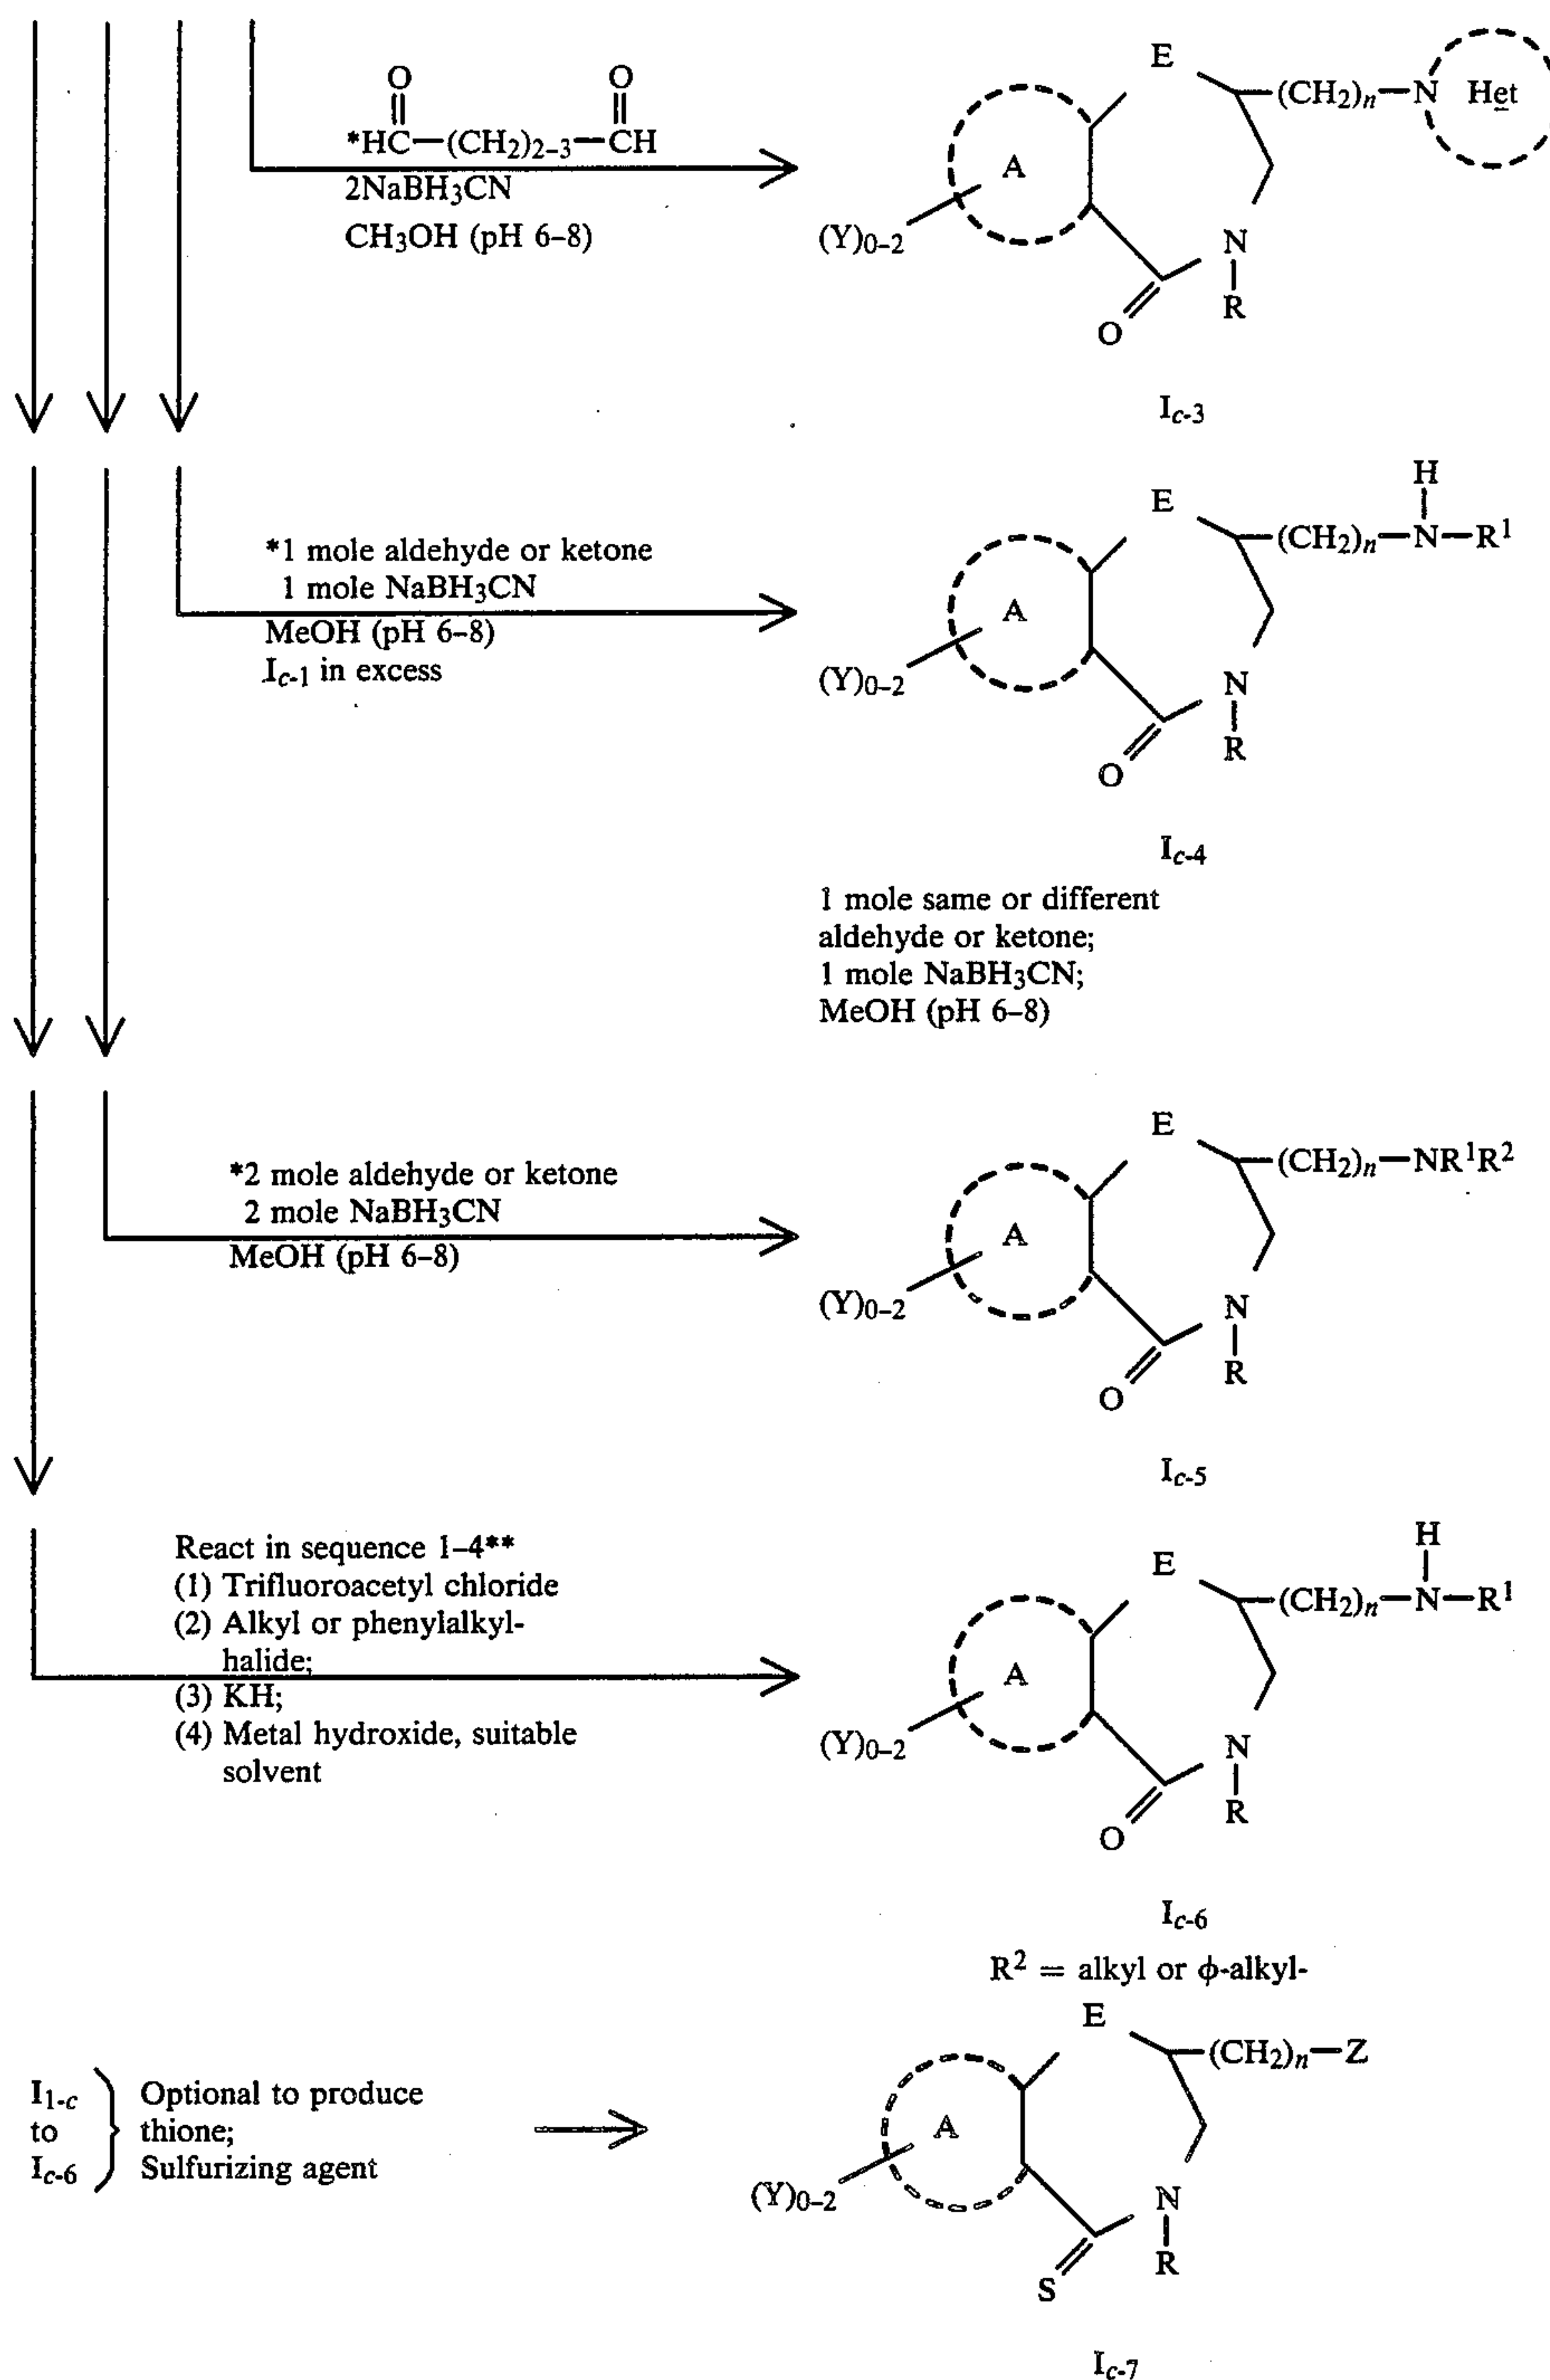 O O
*HC—(CH2)2–3—CH
2NaBH3CN
CH3OH (pH 6–8)
E
(CH2)n—N Het
A
(Y)0–2
N
R
O
Ic-3
*1 mole aldehyde or ketone
1 mole NaBH3CN
MeOH (pH 6–8)
Ic-1 in excess
H
E
(CH2)n—N—R1
A
(Y)0–2
N
R
O
Ic-4
1 mole same or different
aldehyde or ketone;
1 mole NaBH3CN;
MeOH (pH 6–8)
*2 mole aldehyde or ketone
2 mole NaBH3CN
MeOH (pH 6–8)
E
(CH2)n—NR1R2
A
(Y)0–2
N
R
O
Ic-5
React in sequence 1–4**
(1) Trifluoroacetyl chloride
(2) Alkyl or phenylalkyl-
halide;
(3) KH;
(4) Metal hydroxide, suitable
solvent
H
E
(CH2)n—N—R1
A
(Y)0–2
N
R
O
Ic-6
R2 = alkyl or ϕ-alkyl-
I1-c
to
Ic-6
Optional to produce
thione;
Sulfurizing agent
E
(CH2)n—Z
A
(Y)0–2
N
R
S
Ic-7